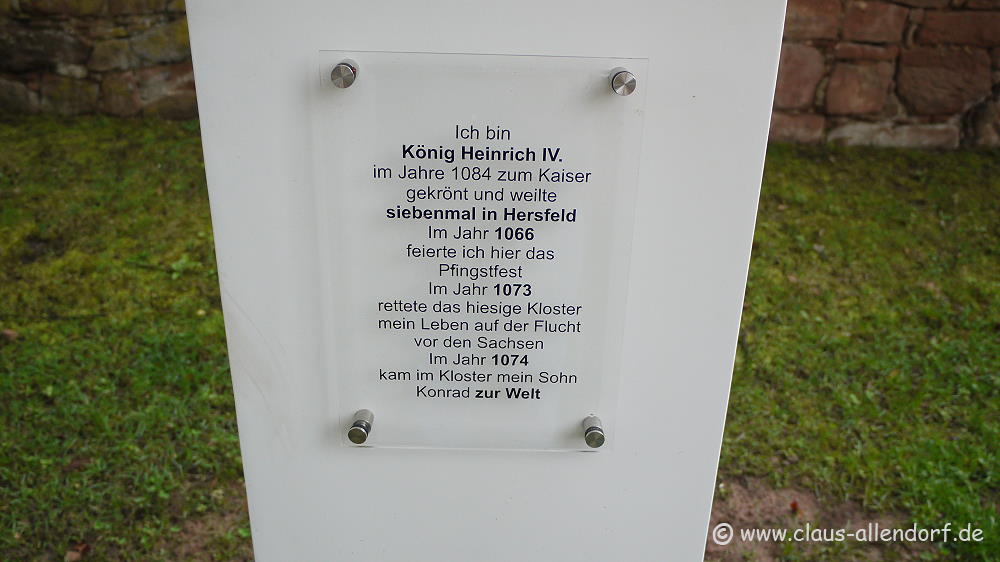 Ich bin
König Heinrich IV.
im Jahre 1084 zum Kaiser
gekrönt und weilte
siebenmal in Hersfeld
Im Jahr 1066
feierte ich hier das
Pfingstfest
Im Jahr 1073
rettete das hiesige Kloster
mein Leben auf der Flucht
vor den Sachsen
Im Jahr 1074
kam im Kloster mein Sohn
Konrad zur Welt
© www.claus-allendorf.de